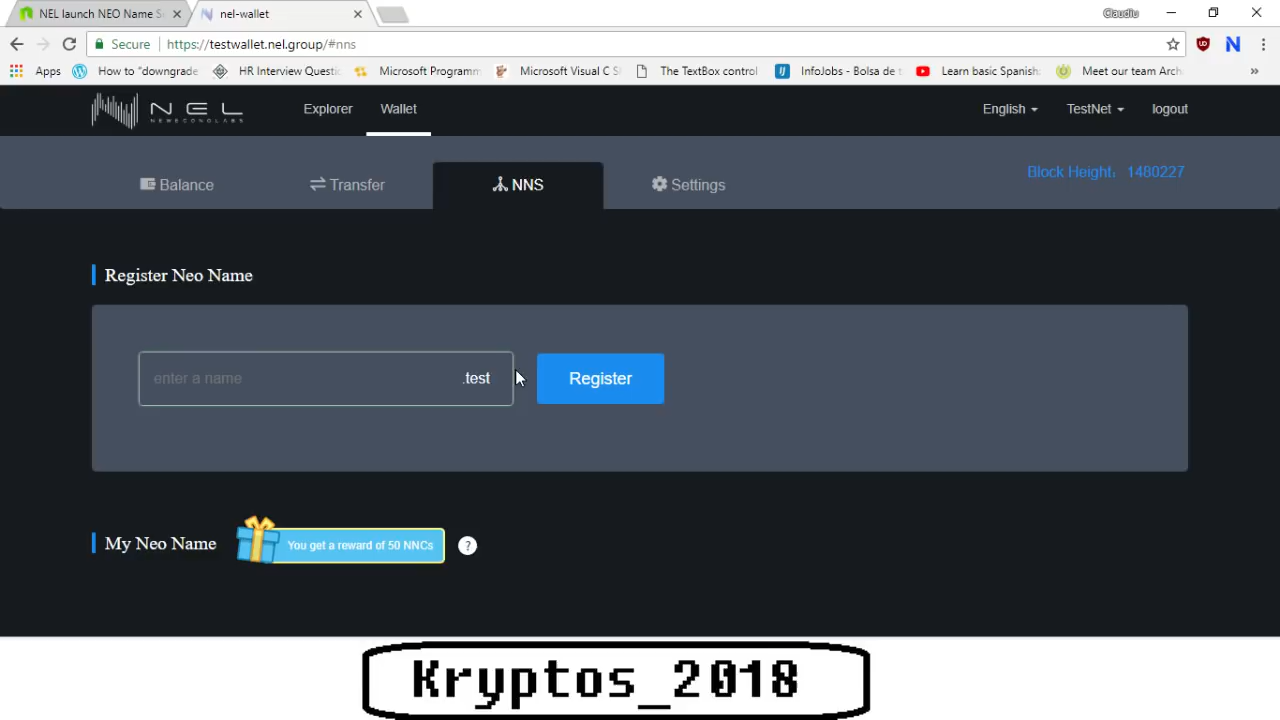 NEL launch NEO Name S
nel-wallet
Claudiu
Secure
https://testwallet.nel.group/#nns
Apps
How to "downgrade
HR Interview Questi
Microsoft Programm
Microsoft Visual C S
The TextBox control
InfoJobs - Bolsa de t
Learn basic Spanish
Meet our team Arch
»
NEL
NEWECONOLABS
Explorer
Wallet
English
TestNet
logout
Balance
Transfer
NNS
Settings
Block Height：1480227
Register Neo Name
enter a name
.test
Register
My Neo Name
You get a reward of 50 NNCs
?
Kryptos_2018